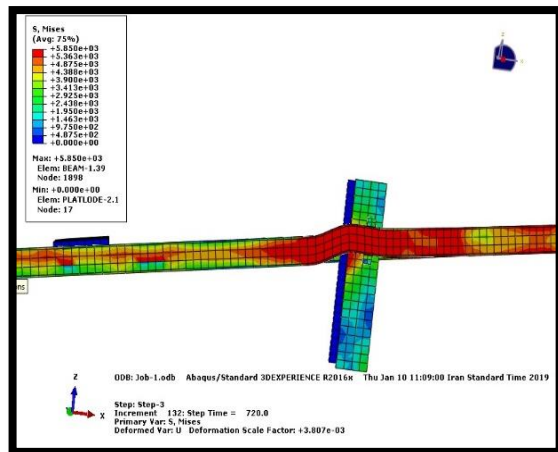 S, Mises
(Avg: 75%)
+5.850e+03
+5.363e+03
+4.875e+03
+4.388e+03
+3.900e+03
+3.413e+03
+2.925e+03
+2.438e+03
+1.950e+03
+1.463e+03
+9.750e+02
+4.875e+02
+0.000e+00
Max: +5.850e+03
Elem: BEAM-1.39
Node: 1898
Min: +0.000e+00
Elem: PLATLODE-2.1
Node: 17
ons
ODB: Job-1.odb Abaqus/Standard 3DEXPERIENCE R2016x Thu Jan 10 11:09:00 Iran Standard Time 2019
Z
X
Step: Step-3
Increment 132: Step Time = 720.0
Primary Var: S, Mises
Deformed Var: U Deformation Scale Factor: +3.807e-03